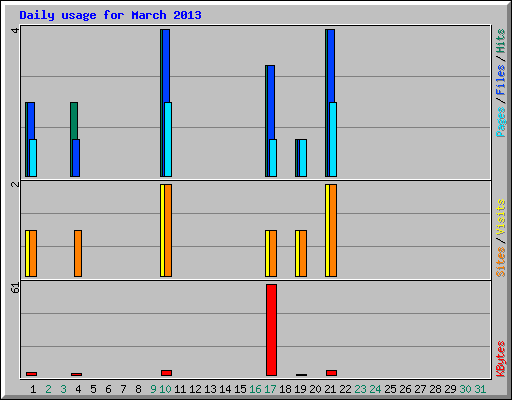 Daily usage for March 2013
4
Pages / Files / Hits
2
Sites / Visits
61
KBytes
1 2 3 4 5 6 7 8 9 10 11 12 13 14 15 16 17 18 19 20 21 22 23 24 25 26 27 28 29 30 31